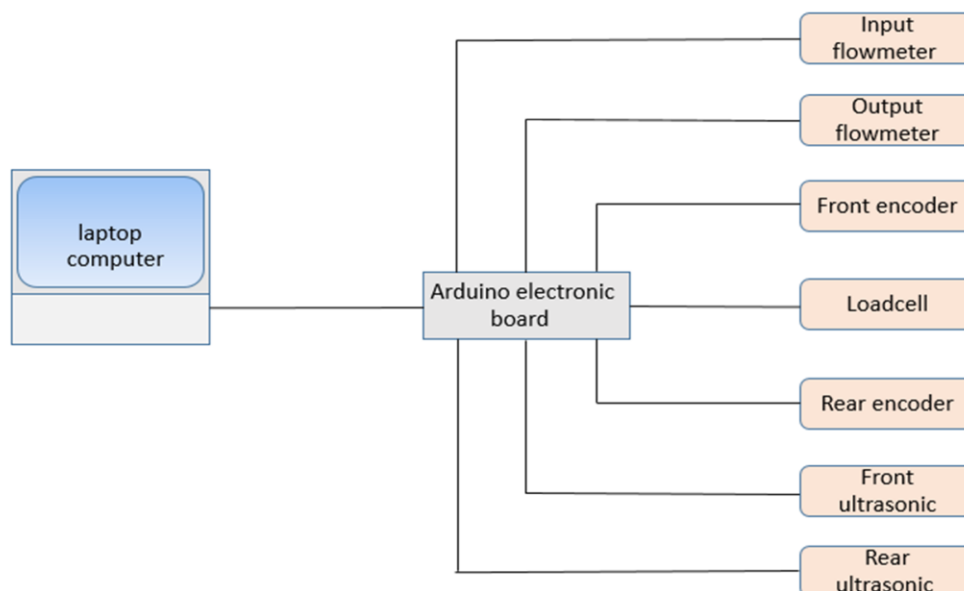 Input
flowmeter
Output
flowmeter
Front encoder
laptop
computer
Arduino electronic
board
Loadcell
Rear encoder
Front
ultrasonic
Rear
ultrasonic